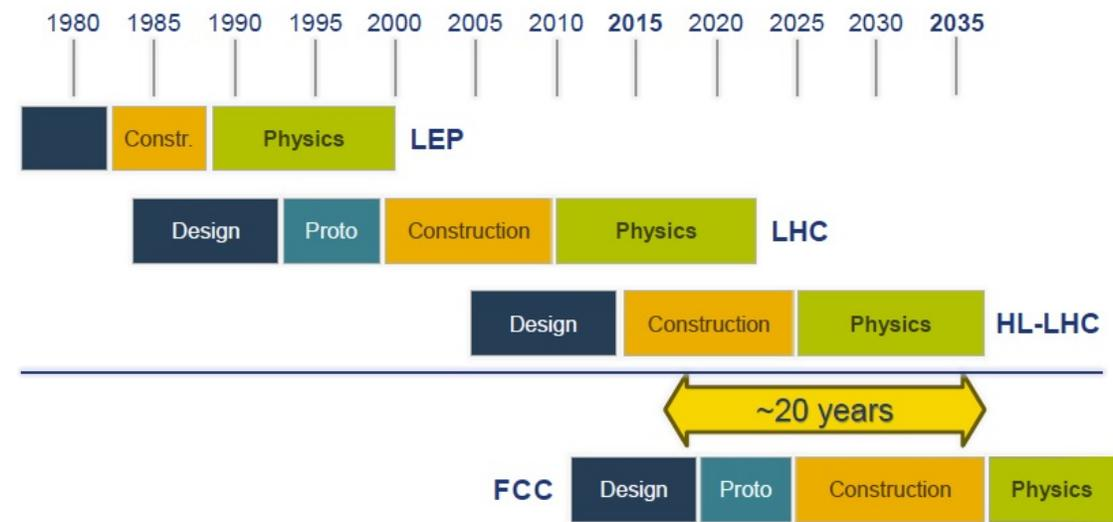 1980 1985 1990 1995 2000 2005 2010 2015 2020 2025 2030 2035
Constr. Physics LEP
Design Proto Construction Physics LHC
Design Construction Physics HL-LHC
~20 years
FCC Design Proto Construction Physics